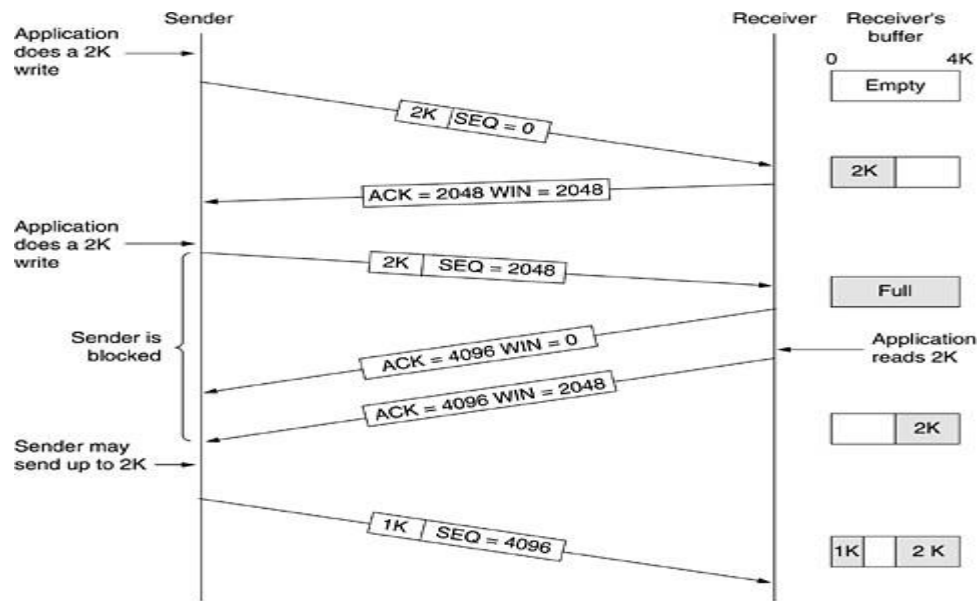 Sender
Receiver
Receiver's
buffer
Application
does a 2K
write
0 4K
Empty
2K SEQ = 0
2K
ACK = 2048 WIN = 2048
Application
does a 2K
write
2K SEQ = 2048
Full
Sender is
blocked
ACK = 4096 WIN = 0
Application
reads 2K
ACK = 4096 WIN = 2048
2K
Sender may
send up to 2K
1K SEQ = 4096
1K 2 K